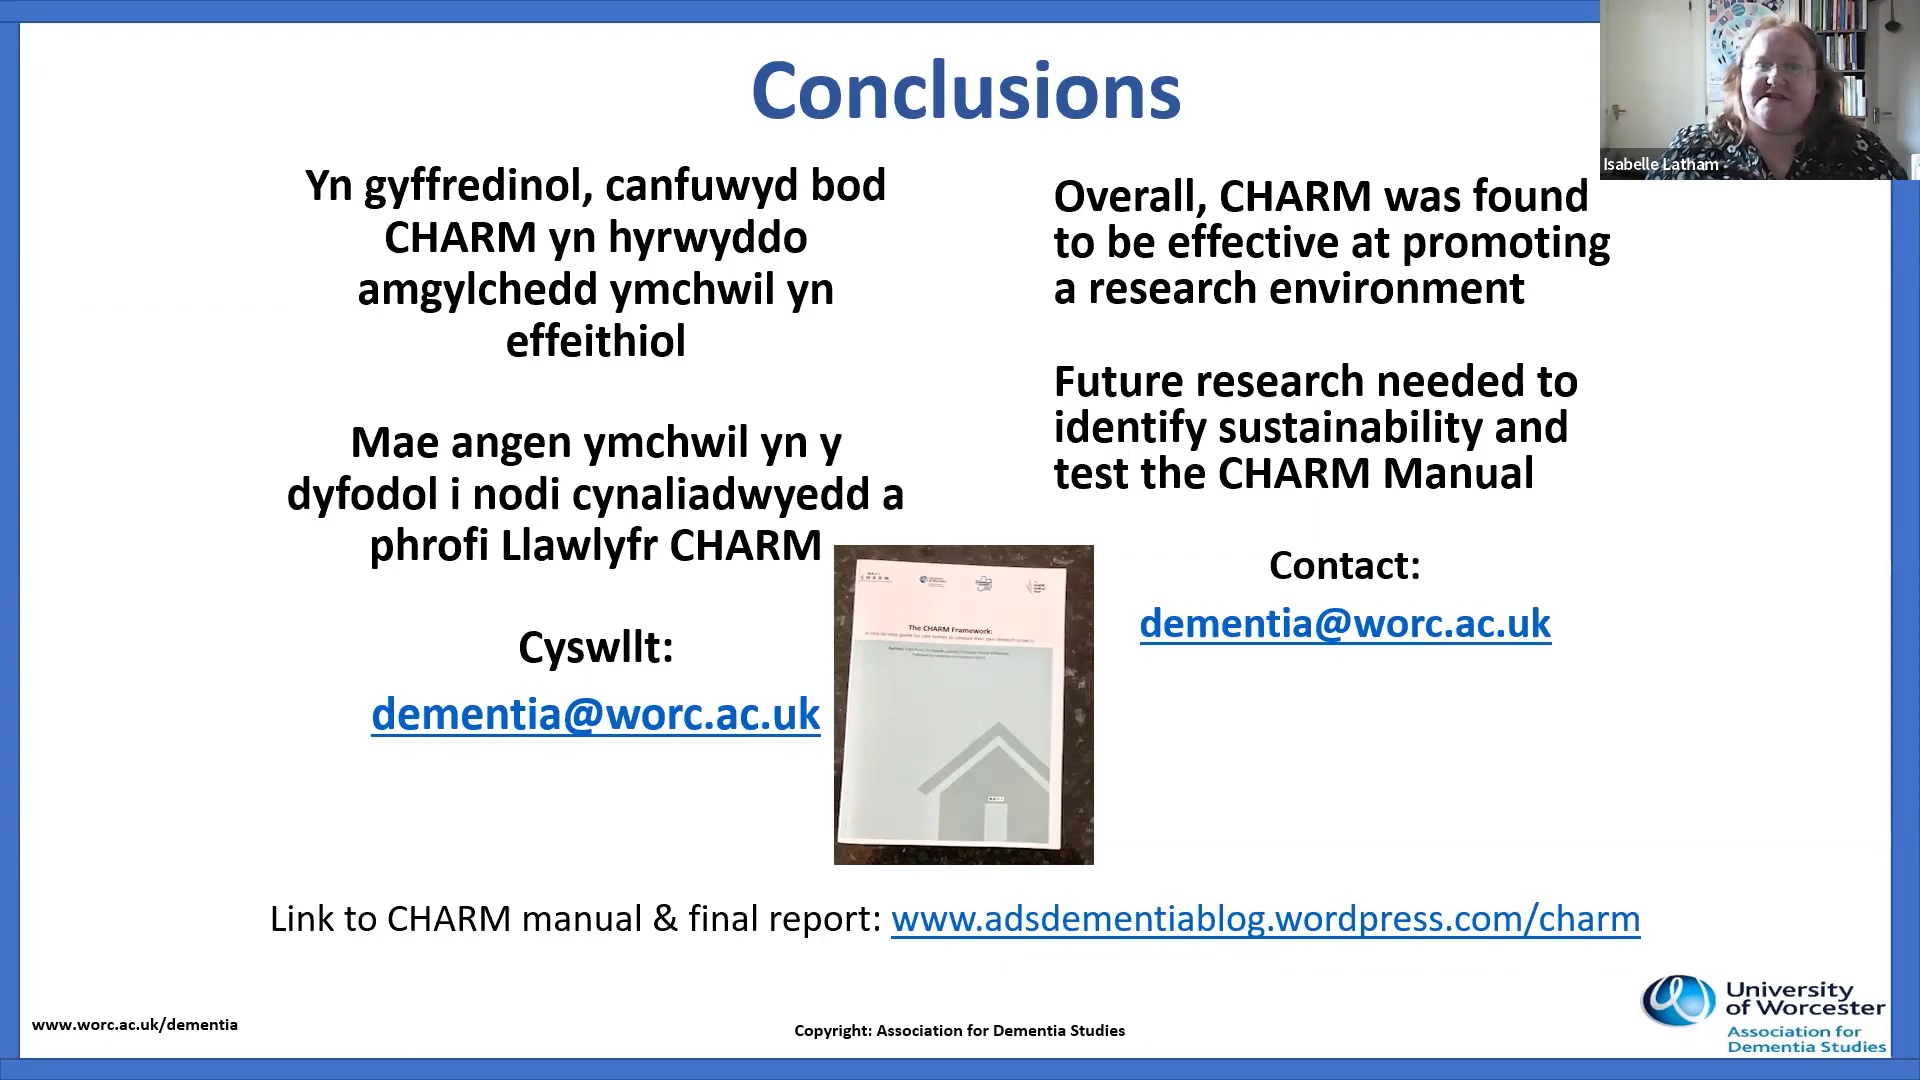 Conclusions
Isabelle Latham
Yn gyffredinol, canfuwyd bod
CHARM yn hyrwyddo
amgylchedd ymchwil yn
effeithiol
Mae angen ymchwil yn y
dyfodol i nodi cynaliadwyedd a
phrofi Llawlyfr CHARM
Cyswllt:
dementia@worc.ac.uk
Overall, CHARM was found
to be effective at promoting
a research environment
Future research needed to
identify sustainability and
test the CHARM Manual
Contact:
dementia@worc.ac.uk
CHARM
The CHARM Framework:
Link to CHARM manual & final report: www.adsdementiablog.wordpress.com/charm
www.worc.ac.uk/dementia
Copyright: Association for Dementia Studies
University
of Worcester
Association for
Dementia Studies